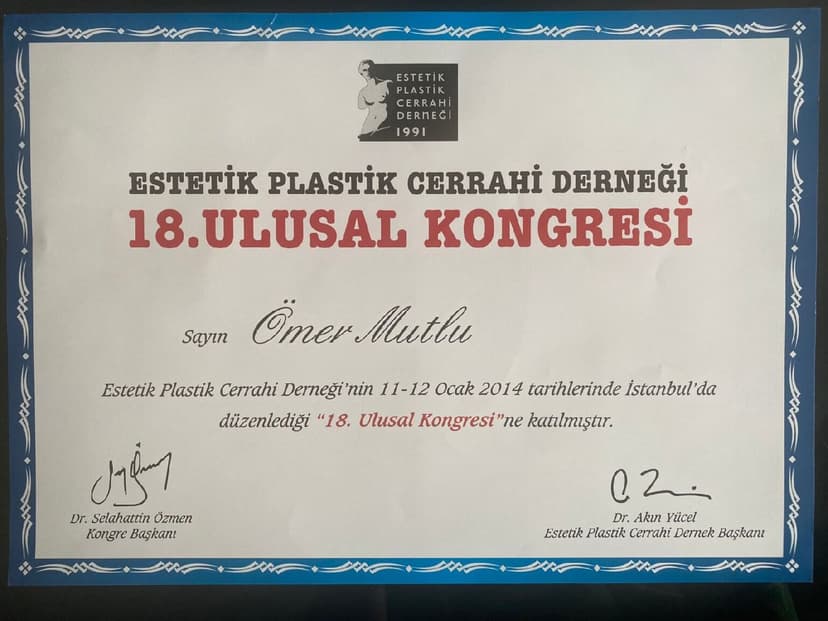 ESTETİK
PLASTİK
CERRAHİ
DERNEĞİ
1991
ESTETİK PLASTİK CERRAHİ DERNEĞİ
18.ULUSAL KONGRESİ
Sayın Ömer Mutlu
Estetik Plastik Cerrahi Derneği'nin 11-12 Ocak 2014 tarihlerinde İstanbul'da
düzenlediği "18. Ulusal Kongresi"ne katılmıştır.
Dr. Selahattin Özmen
Kongre Başkanı
Dr. Akın Yücel
Estetik Plastik Cerrahi Dernek Başkanı